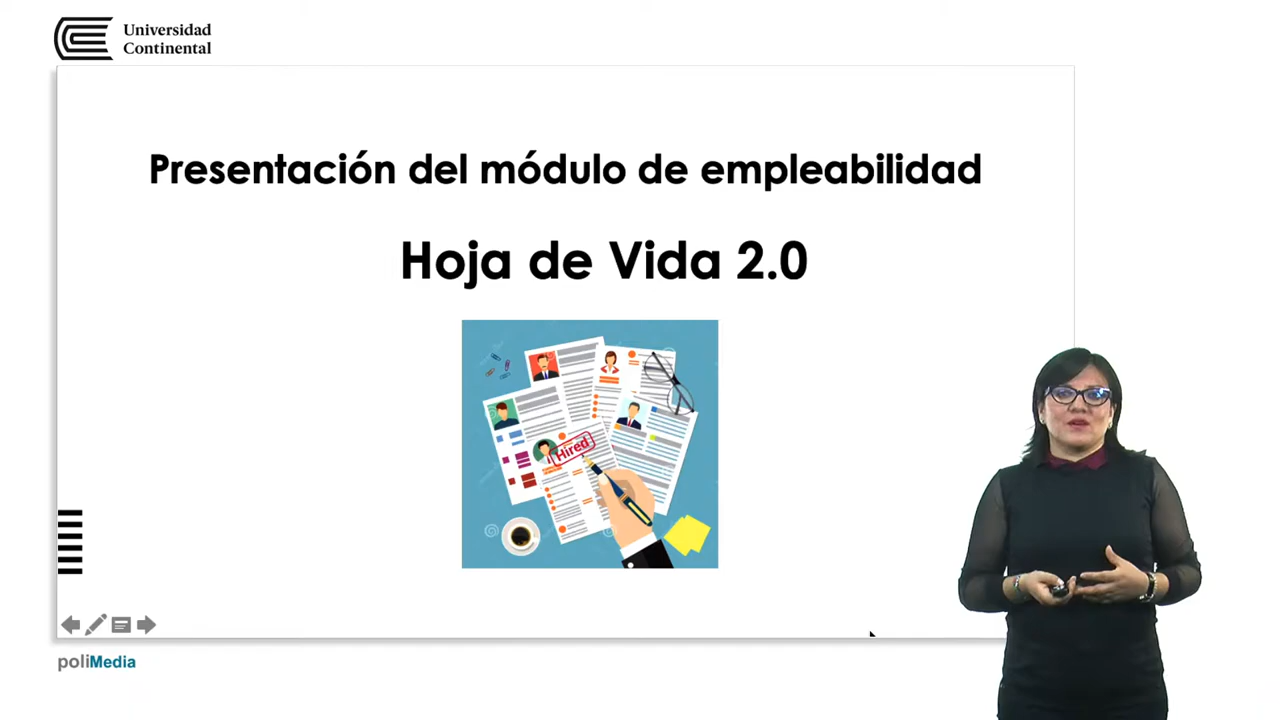 Universidad
Continental
Presentación del módulo de empleabilidad
Hoja de Vida 2.0
Hired
poliMedia